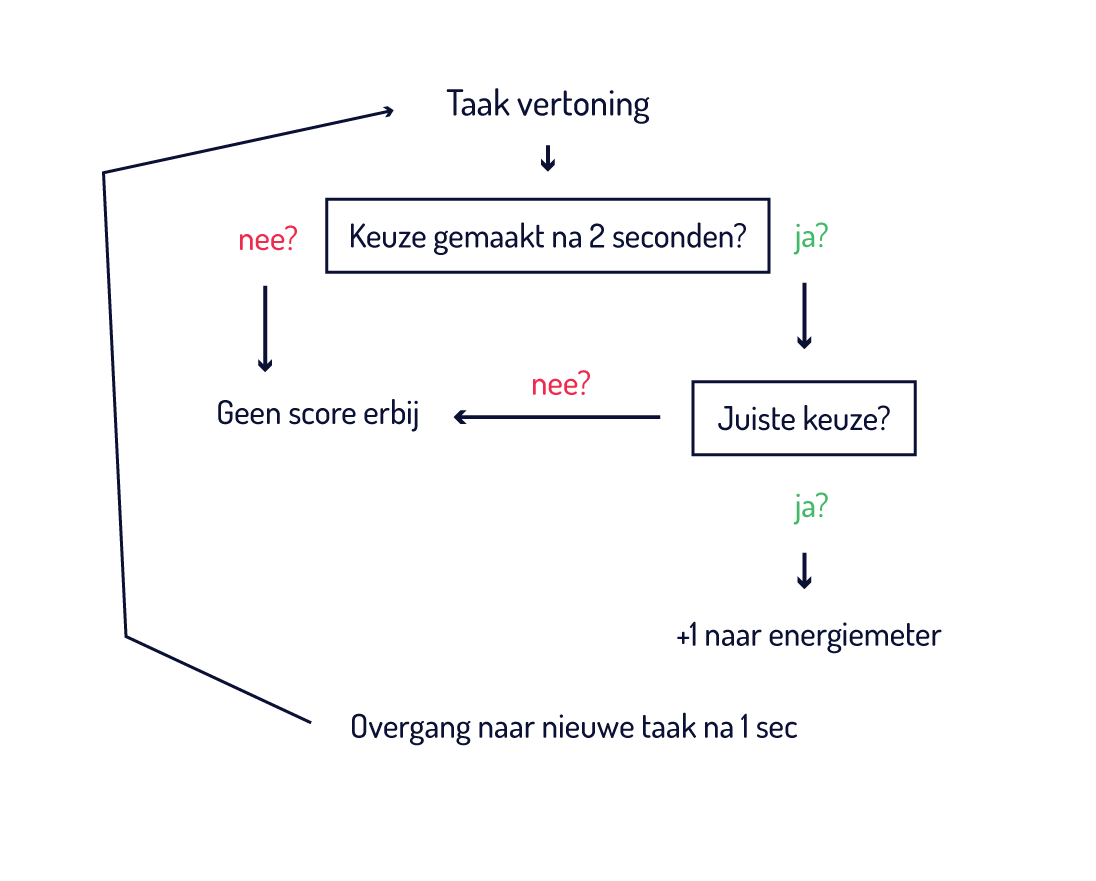 Taak vertoning
nee?
Keuze gemaakt na 2 seconden?
ja?
nee?
Geen score erbij
Juiste keuze?
ja?
+1 naar energiemeter
Overgang naar nieuwe taak na 1 sec